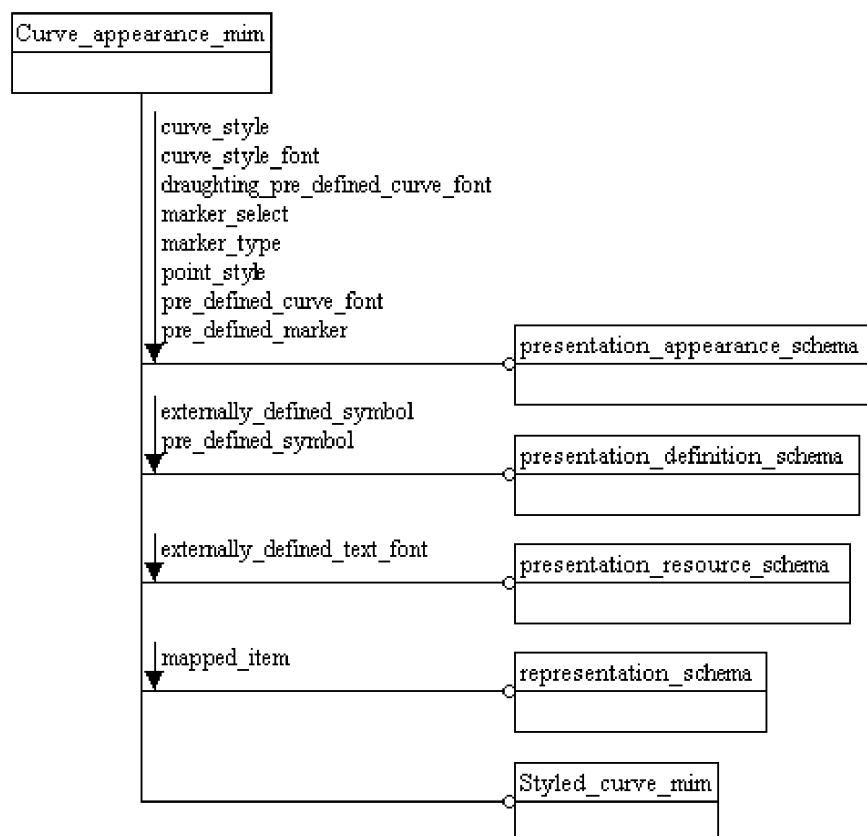 Curve_appearance_mim
curve_style
curve_style_font
draughting_pre_defined_curve_font
marker_select
marker_type
point_style
pre_defined_curve_font
pre_defined_marker
presentation_appearance_schema
externally_defined_symbol
pre_defined_symbol
presentation_definition_schema
externally_defined_text_font
presentation_resource_schema
mapped_item
representation_schema
Styled_curve_mim